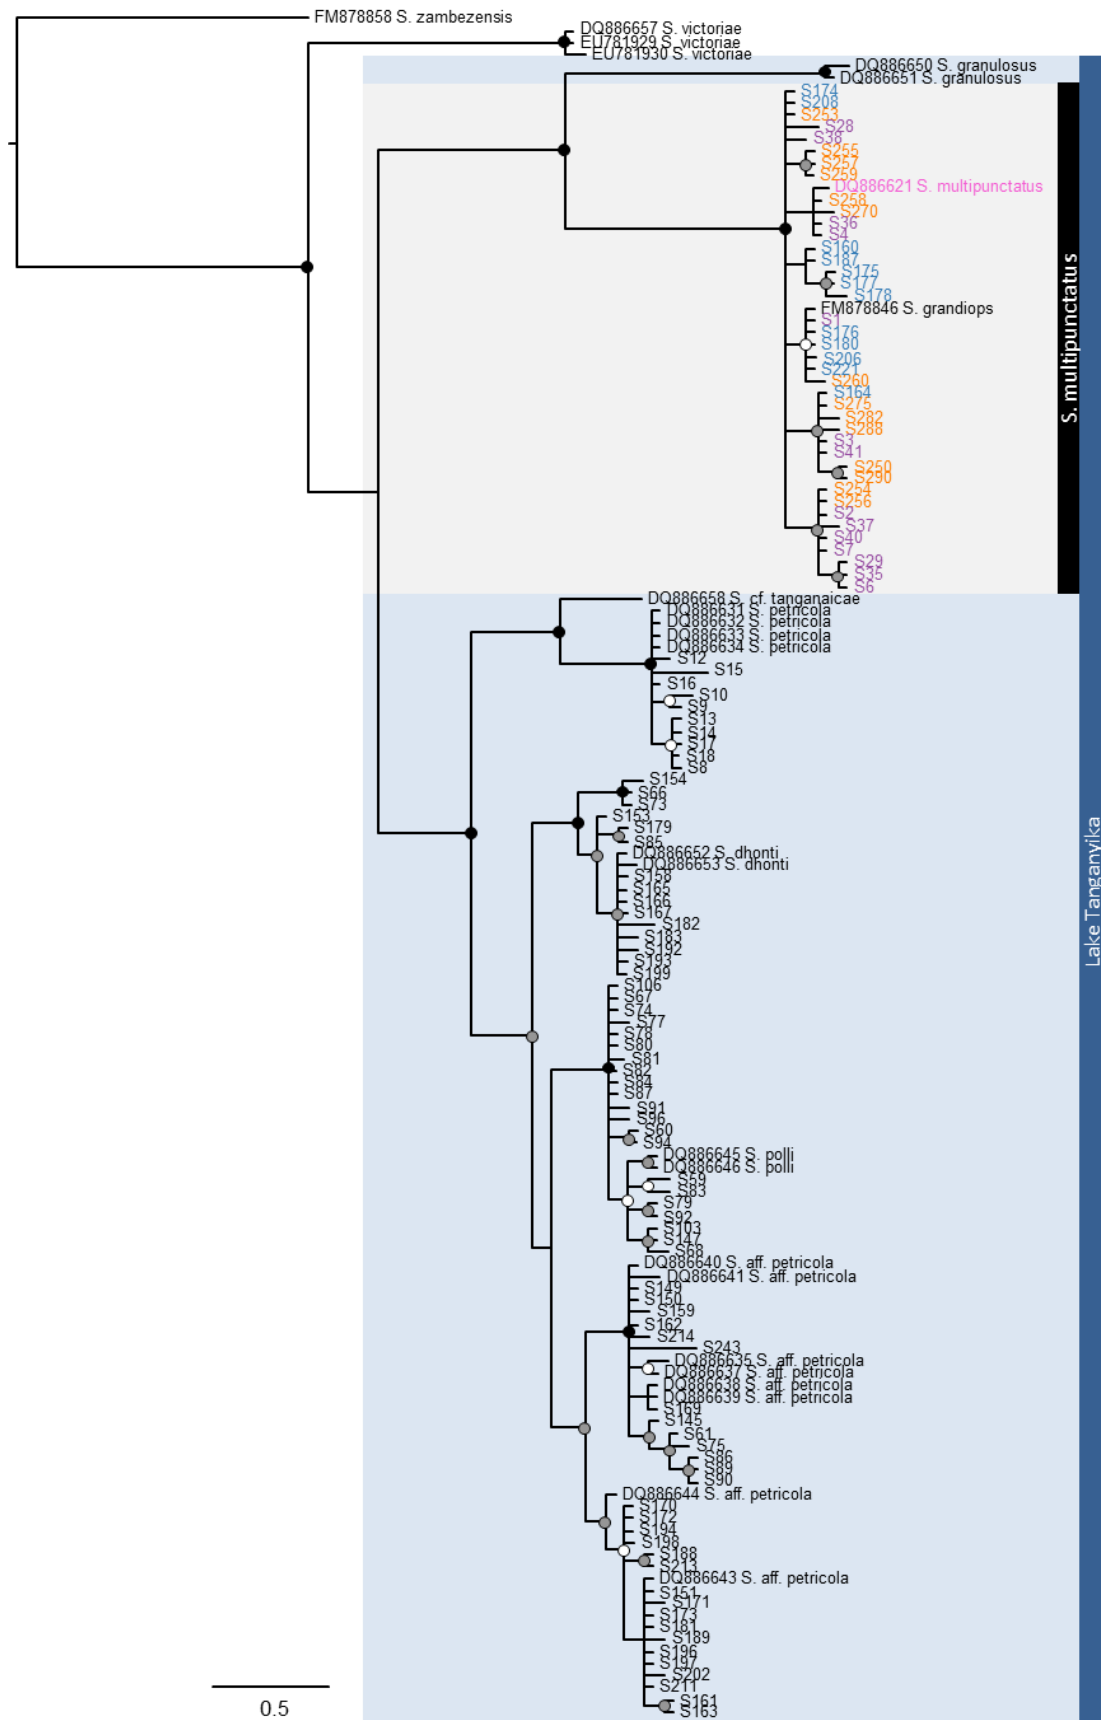 FM878858 S. zambezensis
DQ886657 S. victoriae
EU781929 S. victoriae
EU781930 S. victoriae
DQ886650 S. granulosus
DQ886651 S. granulosus
S174
S208
S253
S28
S38
S255
S257
S259
DQ886621 S. multipunctatus
S258
S270
S36
S4
S160
S187
S175
S177
S178
FM878846 S. grandiops
S1
S176
S180
S206
S221
S260
S164
S275
S282
S288
S3
S41
S250
S290
S254
S256
S2
S37
S40
S7
S29
S35
S6
S. multipunctatus
DQ886658 S. cf. tanganaicae
DQ886631 S. petricola
DQ886632 S. petricola
DQ886633 S. petricola
DQ886634 S. petricola
S12
S15
S16
S10
S9
S13
S14
S17
S18
S8
S154
S66
S73
S153
S179
S85
DQ886652 S. dhonti
DQ886653 S. dhonti
S158
S165
S166
S167
S182
S183
S192
S193
S199
Lake Tanganyika
S106
S67
S74
S77
S78
S80
S81
S82
S84
S87
S91
S96
S60
S94
DQ886645 S. polli
DQ886646 S. polli
S59
S83
S79
S92
S103
S147
S68
DQ886640 S. aff. petricola
DQ886641 S. aff. petricola
S149
S150
S159
S162
S214
S243
DQ886635 S. aff. petricola
DQ886637 S. aff. petricola
DQ886638 S. aff. petricola
DQ886639 S. aff. petricola
S169
S145
S61
S75
S86
S89
S90
DQ886644 S. aff. petricola
S170
S172
S194
S198
S188
S213
DQ886643 S. aff. petricola
S151
S171
S173
S181
S189
S196
S197
S202
S211
S161
S163
0.5